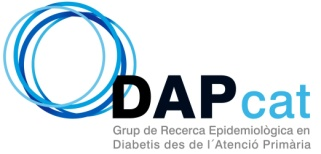 DAPcat
Grup de Recerca Epidemiològica en
Diabetis des de l´Atenció Primària